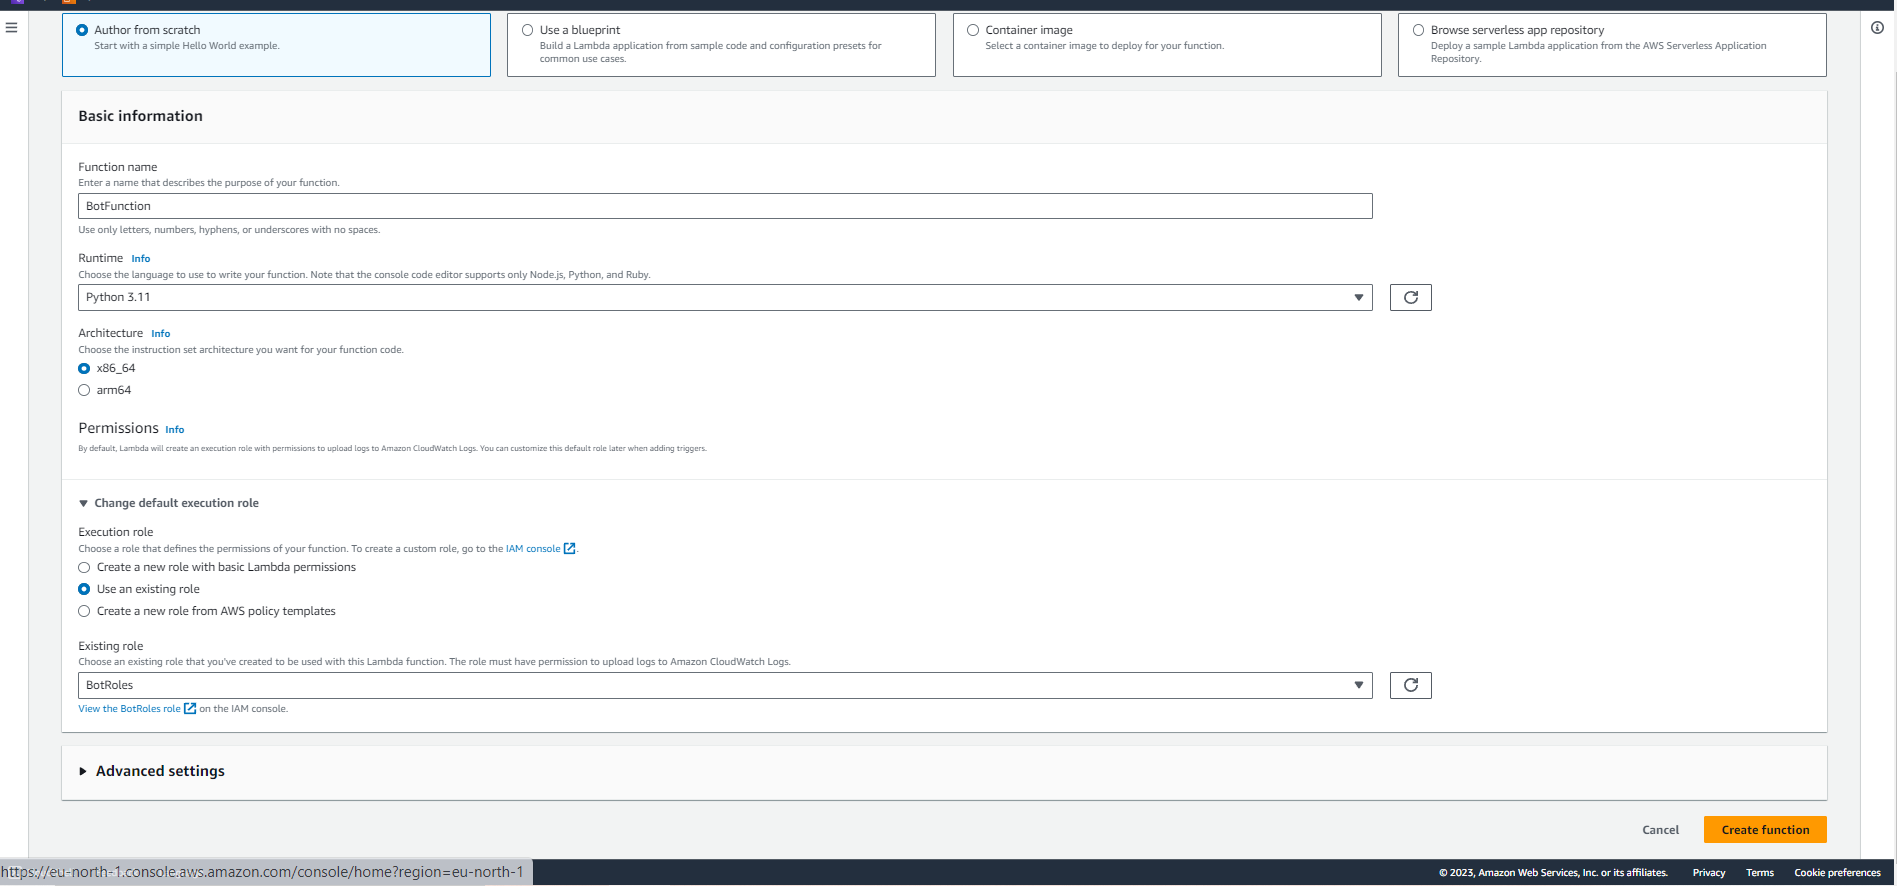 Author from scratch
Start with a simple Hello World example.
Use a blueprint
Build a Lambda application from sample code and configuration presets for
common use cases.
Container image
Select a container image to deploy for your function.
Browse serverless app repository
Deploy a sample Lambda application from the AWS Serverless Application
Repository.
Basic information
Function name
Enter a name that describes the purpose of your function.
BotFunction
Use only letters, numbers, hyphens, or underscores with no spaces.
Runtime Info
Choose the language to use to write your function. Note that the console code editor supports only Node.js, Python, and Ruby.
Python 3.11
Architecture Info
Choose the instruction set architecture you want for your function code.
x86_64
arm64
Permissions Info
By default, Lambda will create an execution role with permissions to upload logs to Amazon CloudWatch Logs. You can customize this default role later when adding triggers.
Change default execution role
Execution role
Choose a role that defines the permissions of your function. To create a custom role, go to the IAM console.
Create a new role with basic Lambda permissions
Use an existing role
Create a new role from AWS policy templates
Existing role
Choose an existing role that you've created to be used with this Lambda function. The role must have permission to upload logs to Amazon CloudWatch Logs.
BotRoles
View the BotRoles role on the IAM console.
Advanced settings
Cancel
Create function
https://eu-north-1.console.aws.amazon.com/console/home?region=eu-north-1
© 2023, Amazon Web Services, Inc. or its affiliates. Privacy Terms Cookie preferences